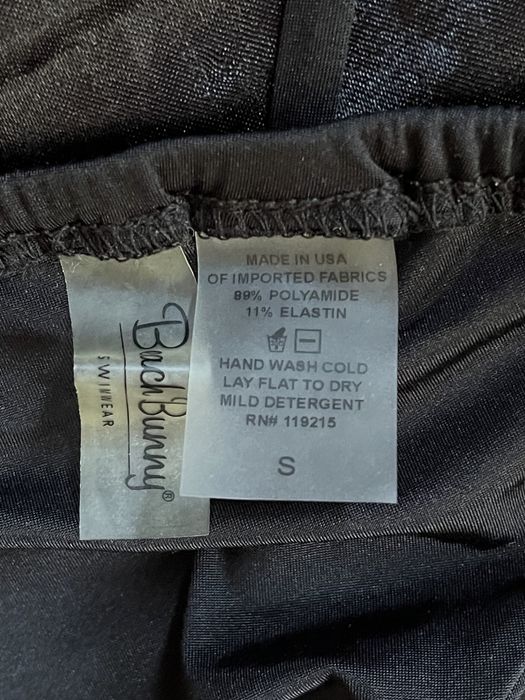 BeachBunny®
SWIMWEAR
MADE IN USA
OF IMPORTED FABRICS
89% POLYAMIDE
11% ELASTIN
HAND WASH COLD
LAY FLAT TO DRY
MILD DETERGENT
RN# 119215
S